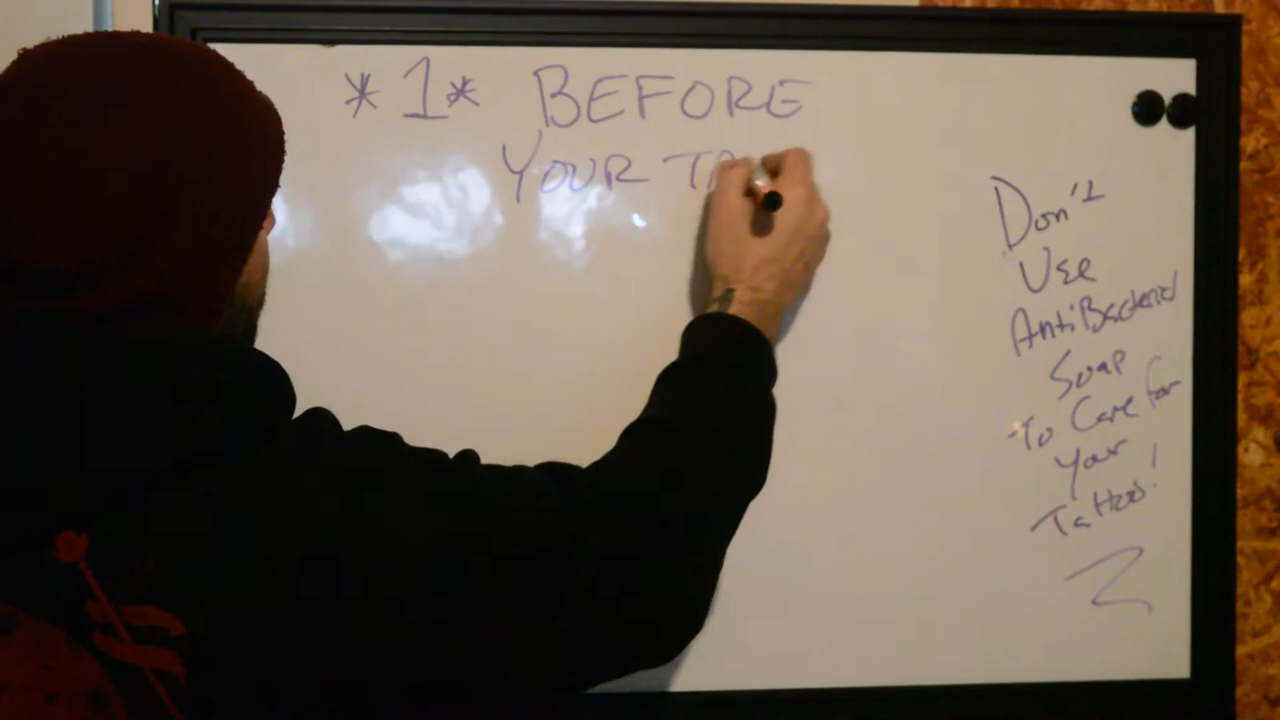 *1* BEFORE
YOUR
Don't
Use
AntiBacterial
Soap
To Care for
Your
Tattoo!